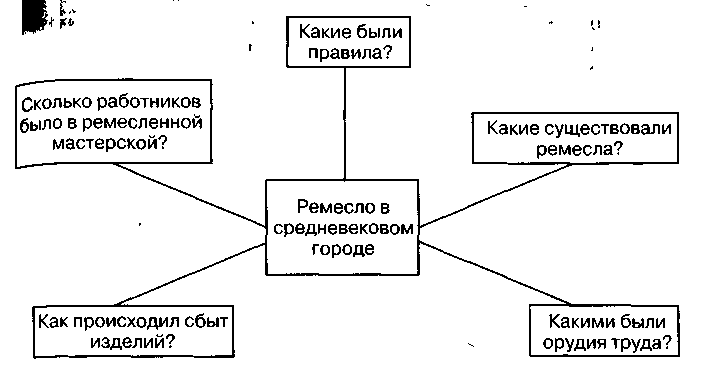 Какие были
правила?
Сколько работников
было в ремесленной
мастерской?
Какие существовали
ремесла?
Ремесло в
средневековом
городе
Как происходил сбыт
изделий?
Какими были
орудия труда?